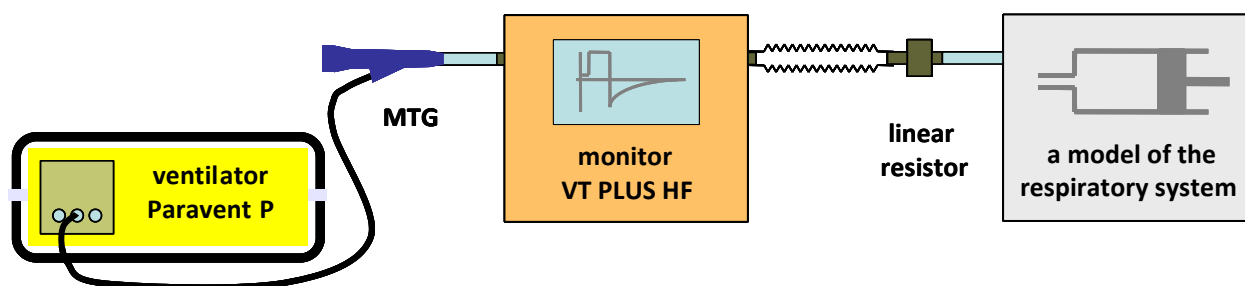 MTG
ventilator
Paravent P
monitor
VT PLUS HF
linear
resistor
a model of the
respiratory system